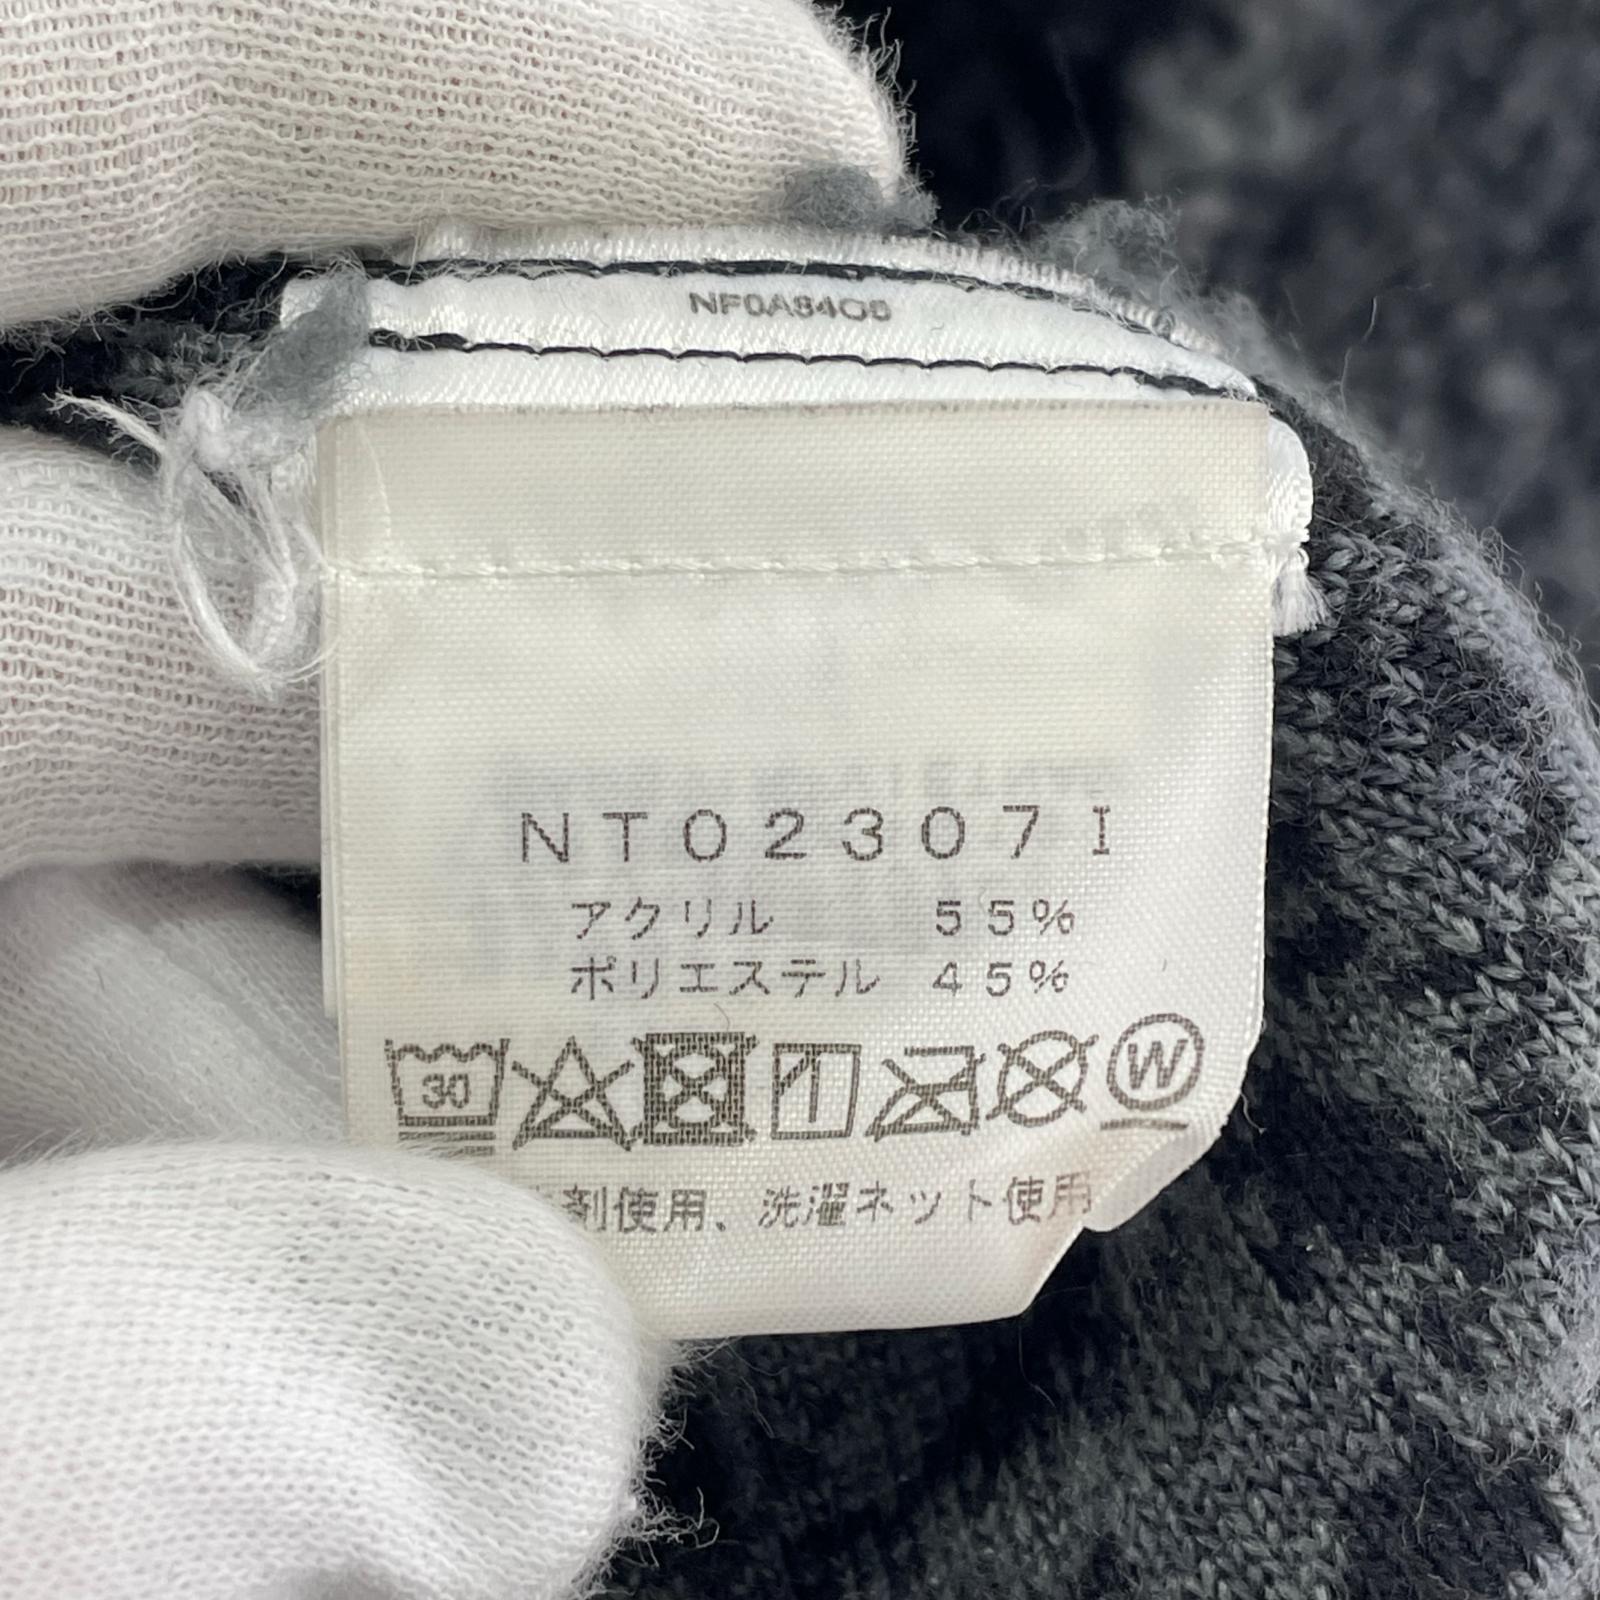 NF0A84O6
NT02307I
アクリル 55%
ポリエステル 45%
30
W
剤使用、洗濯ネット使用